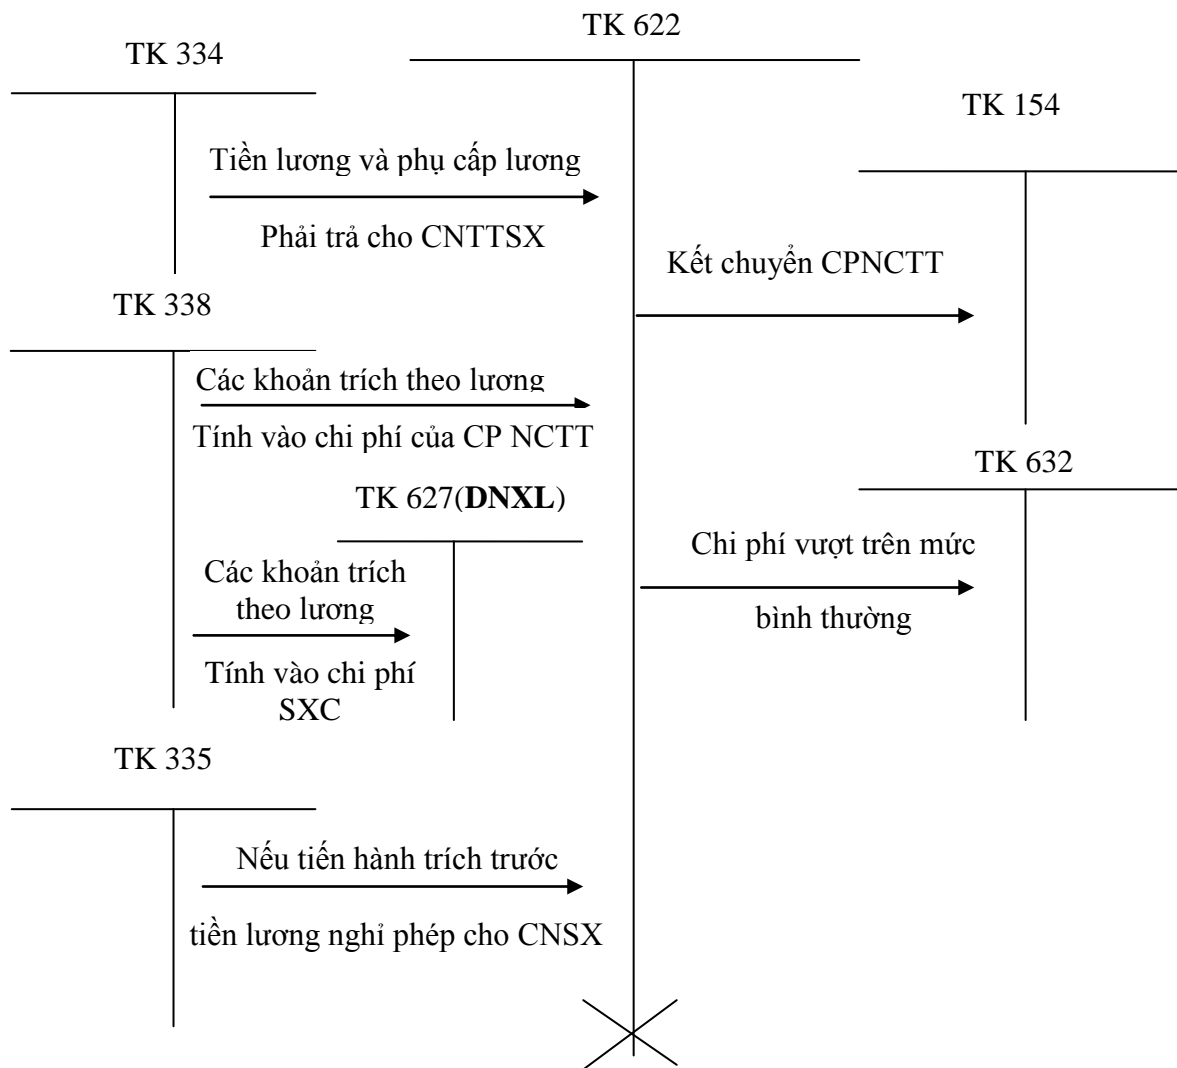 TK 622
TK 334
TK 154
Tiền lương và phụ cấp lương
Phải trả cho CNTTSX
Kết chuyển CPNCTT
TK 338
Các khoản trích theo lương
Tính vào chi phí của CP NCTT
TK 632
TK 627(DNXL)
Chi phí vượt trên mức
bình thường
Các khoản trích
theo lương
Tính vào chi phí
SXC
TK 335
Nếu tiến hành trích trước
tiền lương nghỉ phép cho CNSX